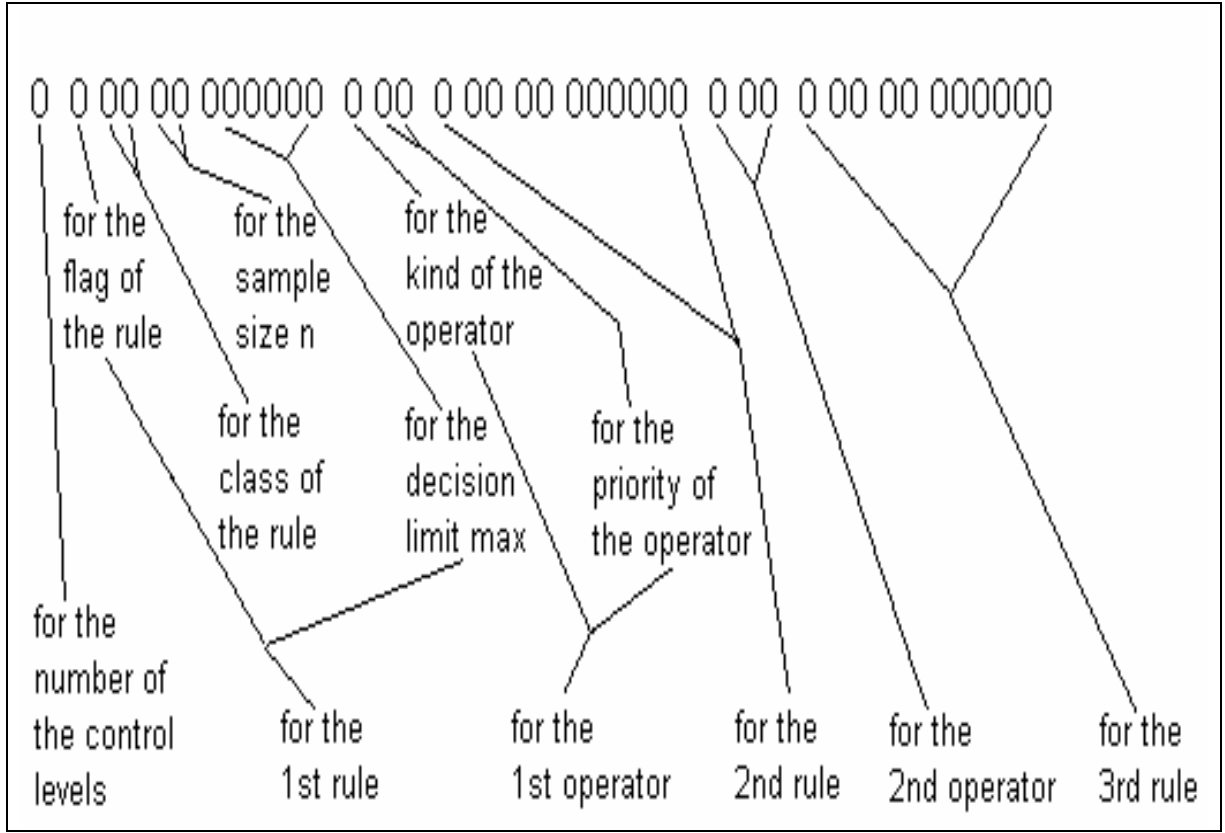 0 0 00 00 000000 0 00 0 00 00 000000 0 00 0 00 00 000000
for the
flag of
the rule
for the
sample
size n
for the
kind of the
operator
for the
class of
the rule
for the
decision
limit max
for the
priority of
the operator
for the
number of
the control
levels
for the
1st rule
for the
1st operator
for the
2nd rule
for the
2nd operator
for the
3rd rule